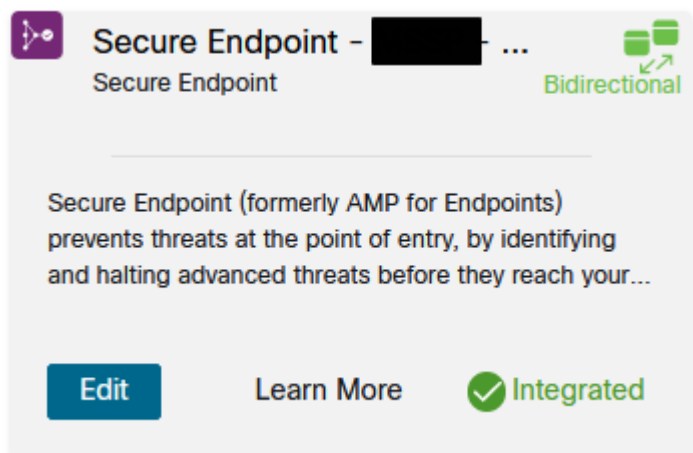 Secure Endpoint - - ...
Secure Endpoint
Bidirectional
Secure Endpoint (formerly AMP for Endpoints)
prevents threats at the point of entry, by identifying
and halting advanced threats before they reach your...
Edit
Learn More
Integrated